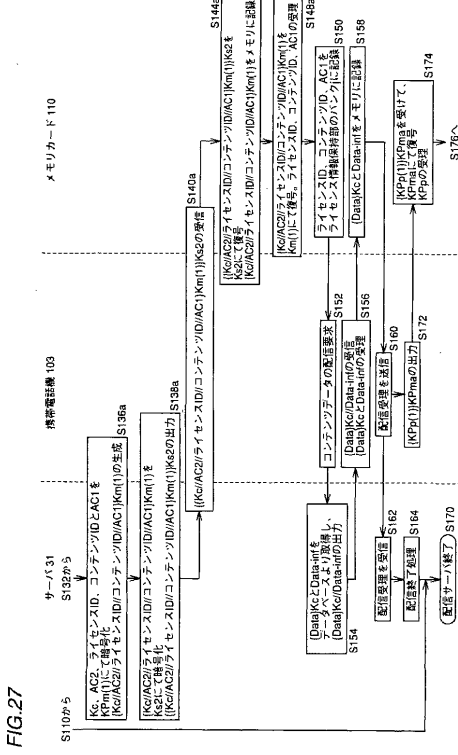 FIG.27
サーバ 31
携帯電話機 103
メモリカード 110
S110から
S132から
S136a
Kc、AC2、ライセンスID、コンテンツIDとAC1を
KPm(1)にて暗号化
{Kc//AC2//ライセンスID//コンテンツID//AC1}Km(1)の生成
S138a
{Kc//AC2//ライセンスID//コンテンツID//AC1}Km(1)を
Ks2にて暗号化
{{Kc//AC2//ライセンスID//コンテンツID//AC1}Km(1)}Ks2の出力
S140a
{{Kc//AC2//ライセンスID//コンテンツID//AC1}Km(1)}Ks2の受信
S144a
{{Kc//AC2//ライセンスID//コンテンツID//AC1}Km(1)}Ks2を
Ks2にて復号
{Kc//AC2//ライセンスID//コンテンツID//AC1}Km(1)をメモリに記録
S148a
{Kc//AC2//ライセンスID//コンテンツID//AC1}Km(1)を
Km(1)にて復号。ライセンスID、コンテンツID、AC1の受理
S150
ライセンスID、コンテンツID、AC1を
ライセンス情報保持部のバンクjに記録
S152
コンテンツデータの配信要求
S154
{Data}KcとData-infを
データベースより取得し、
{Data}Kc//Data-infの出力
S156
{Data}Kc//Data-infの受信
{Data}KcとData-infの受理
S158
{Data}KcとData-infをメモリに記録
S160
配信受理を送信
S162
配信受理を受信
S164
配信終了処理
S170
配信サーバ終了
S172
{KPp(1)}KPmaの出力
S174
{KPp(1)}KPmaを受けて、
KPmaにて復号
KPpの受理
S176へ